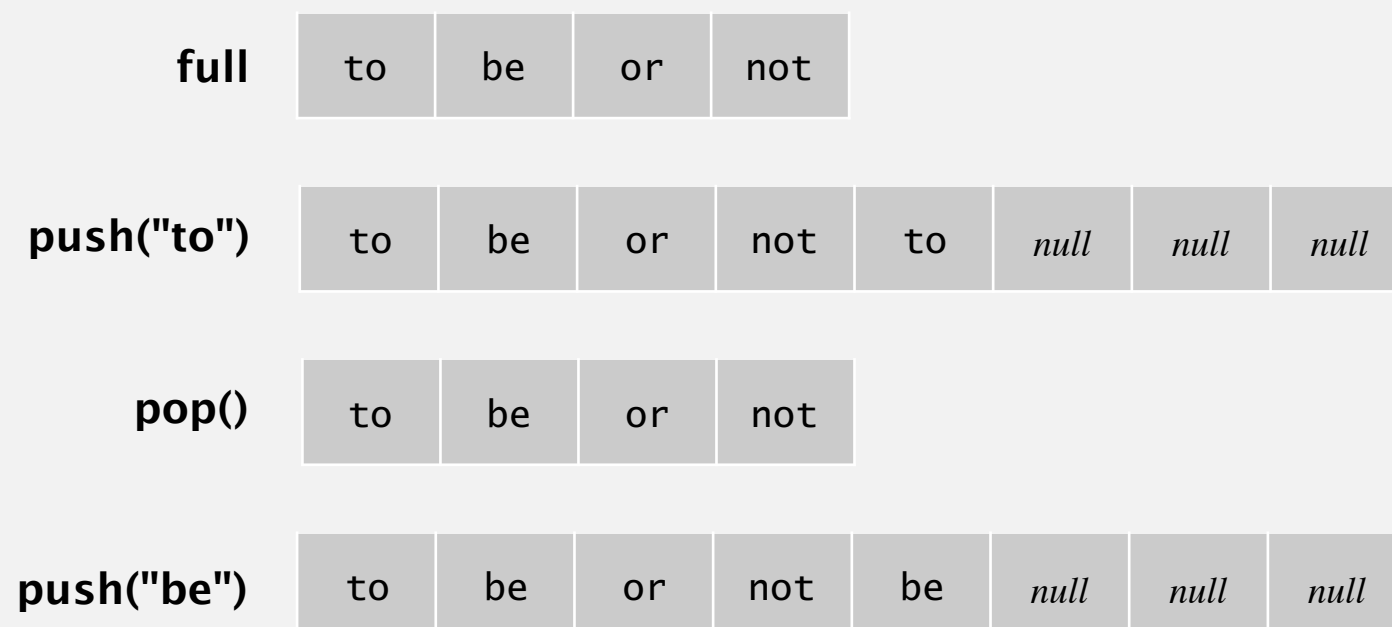 full to be or not
push("to") to be or not to null null null
pop() to be or not
push("be") to be or not be null null null